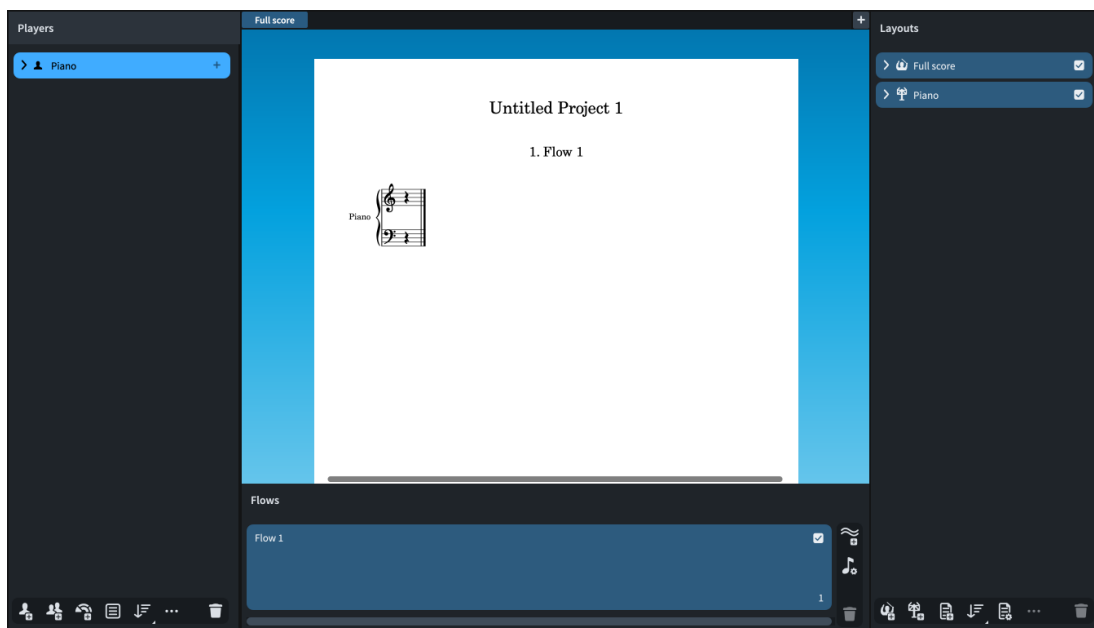 Players
Piano
Full score
Untitled Project 1
1. Flow 1
Piano
Flows
Flow 1
1
Layouts
Full score
Piano